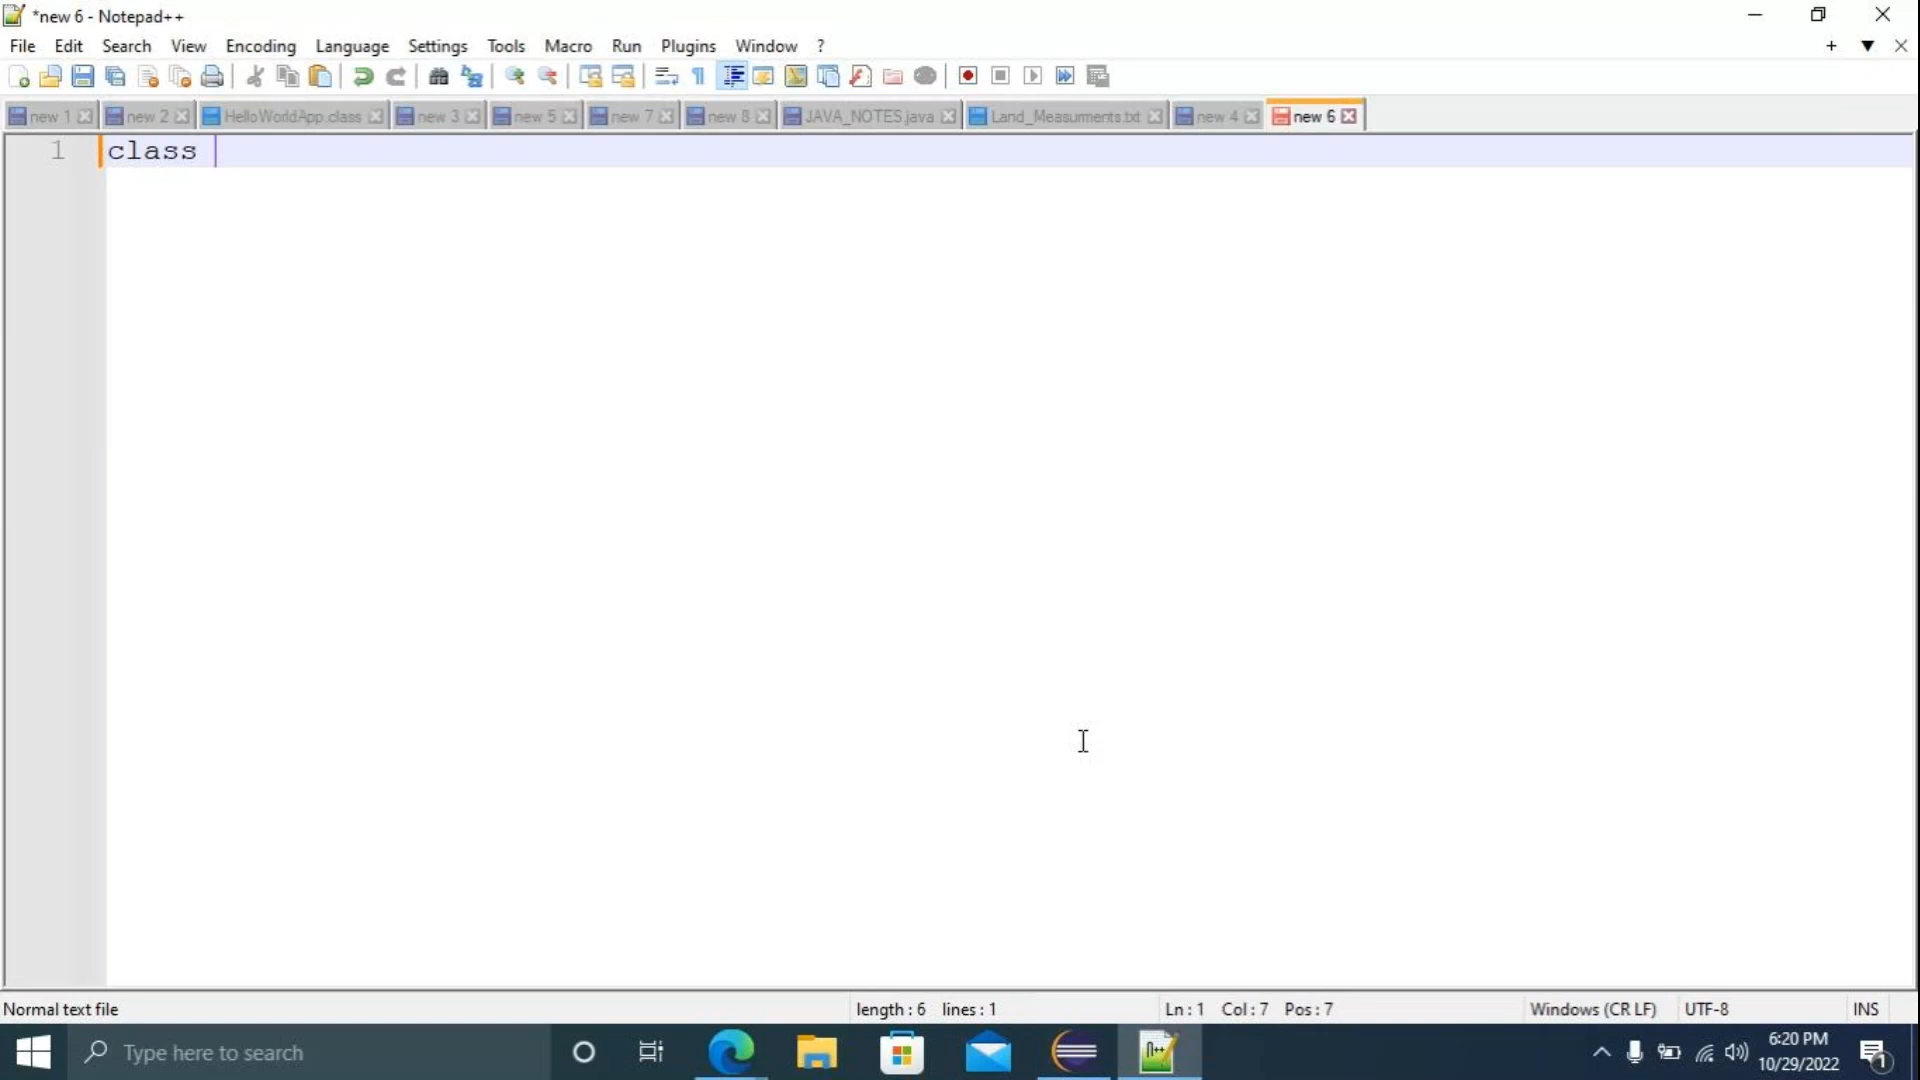 *new 6 - Notepad++
File Edit Search View Encoding Language Settings Tools Macro Run Plugins Window ?
new 1 new 2 HelloWorldApp.class new 3 new 5 new 7 new 8 JAVA_NOTES.java Land_Measurments.txt new 4 new 6
1 class
Normal text file length : 6 lines : 1 Ln : 1 Col : 7 Pos : 7 Windows (CR LF) UTF-8 INS
Type here to search
6:20 PM
10/29/2022
1